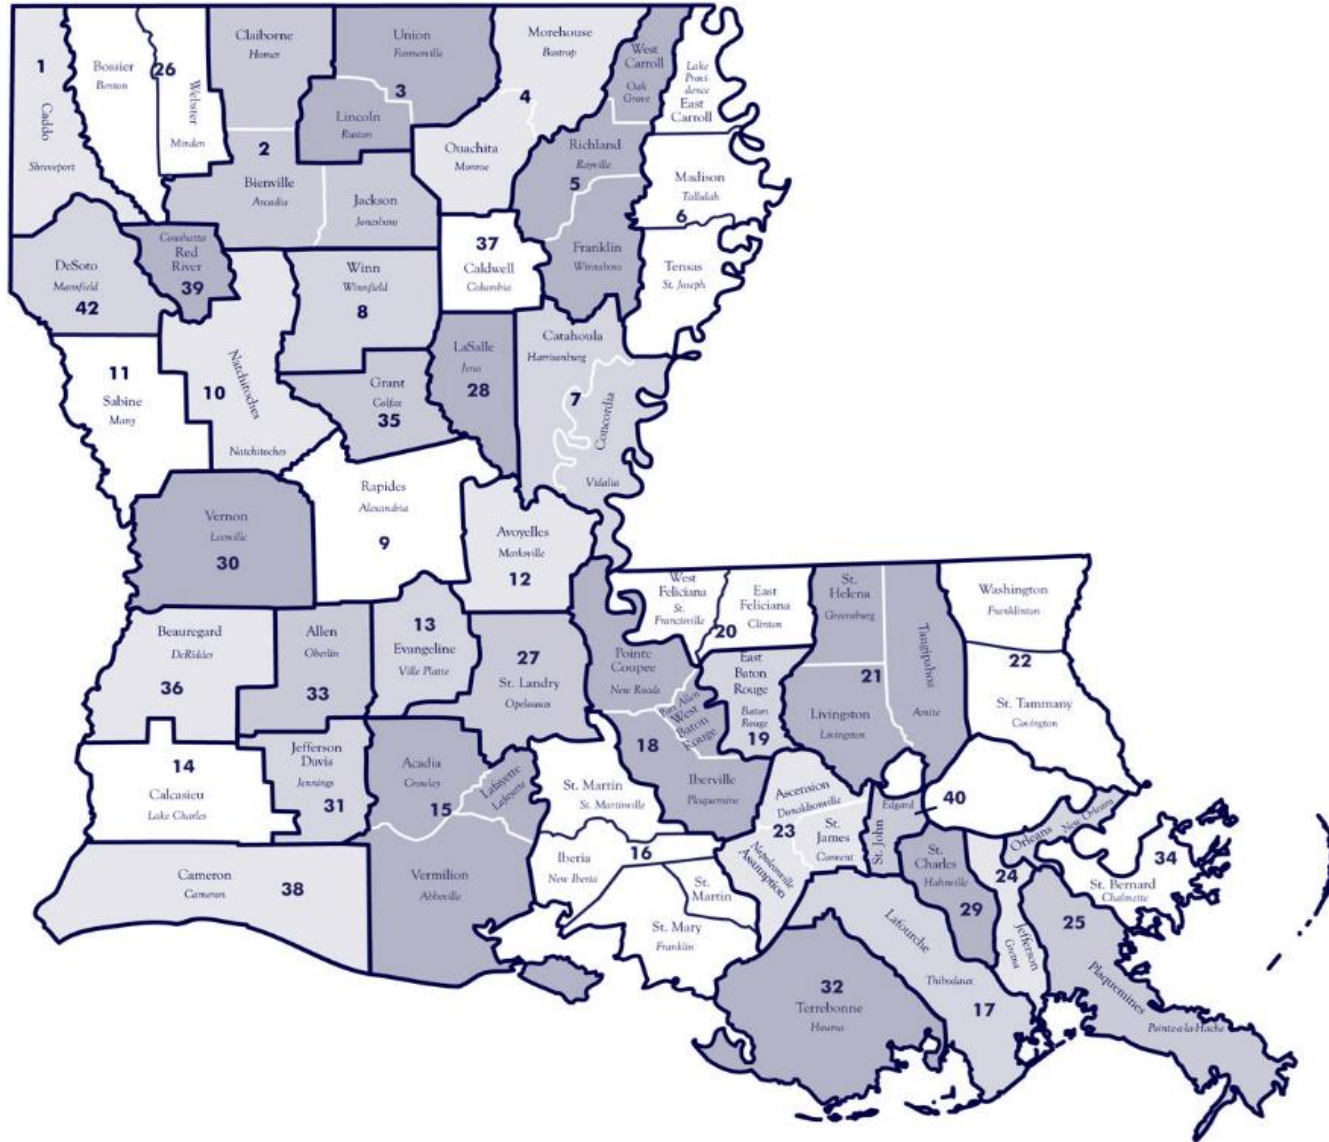 1
Caddo
Shreveport
Bossier
Benton
26
Webster
Minden
Claiborne
Homer
2
Bienville
Arcadia
Jackson
Jonesboro
Union
Farmerville
3
Lincoln
Ruston
Morehouse
Bastrop
4
Ouachita
Monroe
West
Carroll
Oak
Grove
Richland
Rayville
5
Franklin
Winnsboro
Lake
Provi-
dence
East
Carroll
Madison
Tallulah
6
Tensas
St. Joseph
DeSoto
Mansfield
42
Coushatta
Red
River
39
Winn
Winnfield
8
37
Caldwell
Columbia
11
Sabine
Many
10
Natchitoches
Natchitoches
Grant
Colfax
35
LaSalle
Jena
28
Catahoula
Harrisonburg
7
Concordia
Vidalia
Vernon
Leesville
30
Rapides
Alexandria
9
Avoyelles
Marksville
12
Beauregard
DeRidder
36
Allen
Oberlin
33
13
Evangeline
Ville Platte
27
St. Landry
Opelousas
Pointe
Coupee
New Roads
Port Allen
West
Baton
Rouge
18
Iberville
Plaquemine
West
Feliciana
St.
Francisville
20
East
Feliciana
Clinton
East
Baton
Rouge
Baton
Rouge
19
St.
Helena
Greensburg
21
Tangipahoa
Amite
Livingston
Livingston
Washington
Franklinton
22
St. Tammany
Covington
14
Calcasieu
Lake Charles
Jefferson
Davis
Jennings
31
Acadia
Crowley
15
Lafayette
Lafayette
Vermilion
Abbeville
Cameron
Cameron
38
St. Martin
St. Martinville
16
Iberia
New Iberia
St.
Martin
St. Mary
Franklin
Ascension
Donaldsonville
23
St.
James
Convent
Napoleonville
Assumption
Edgard
40
St. John
St.
Charles
Hahnville
29
Orleans
New Orleans
24
Jefferson
Gretna
34
St. Bernard
Chalmette
25
Plaquemines
Pointe-a-la-Hache
Lafourche
Thibodaux
17
32
Terrebonne
Houma